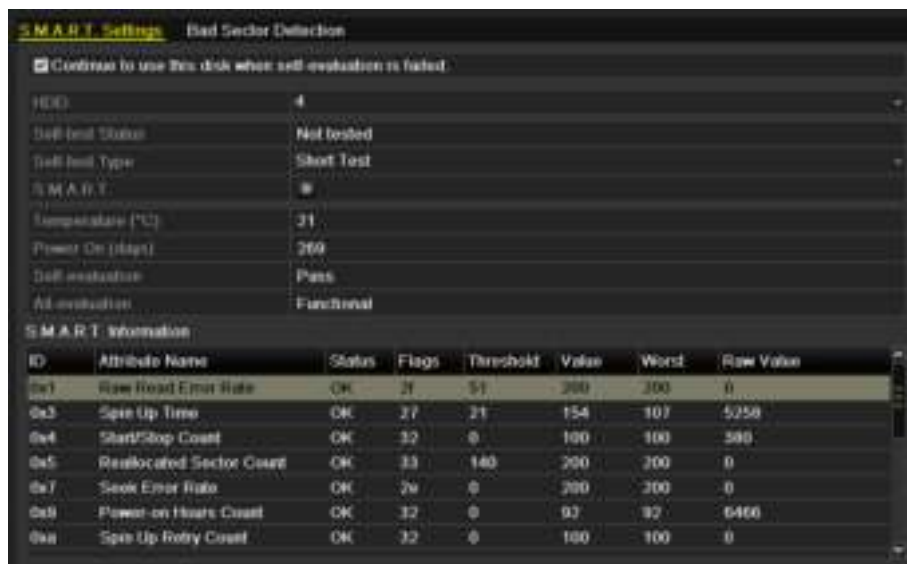 S.M.A.R.T. Settings Bad Sector Detection
Continue to use this disk when self-evaluation is failed.
HDD 4
Self-test Status Not tested
Self-test Type Short Test
S.M.A.R.T.
Temperature (°C) 31
Power On (days) 269
Self-evaluation Pass
All-evaluation Functional
S.M.A.R.T. Information
ID Attribute Name Status Flags Threshold Value Worst Raw Value
0x1 Raw Read Error Rate OK 2f 51 200 200 0
0x3 Spin Up Time OK 27 21 154 107 5258
0x4 Start/Stop Count OK 32 0 100 100 380
0x5 Reallocated Sector Count OK 33 140 200 200 0
0x7 Seek Error Rate OK 2e 0 200 200 0
0x9 Power-on Hours Count OK 32 0 92 92 6466
0xa Spin Up Retry Count OK 32 0 100 100 0